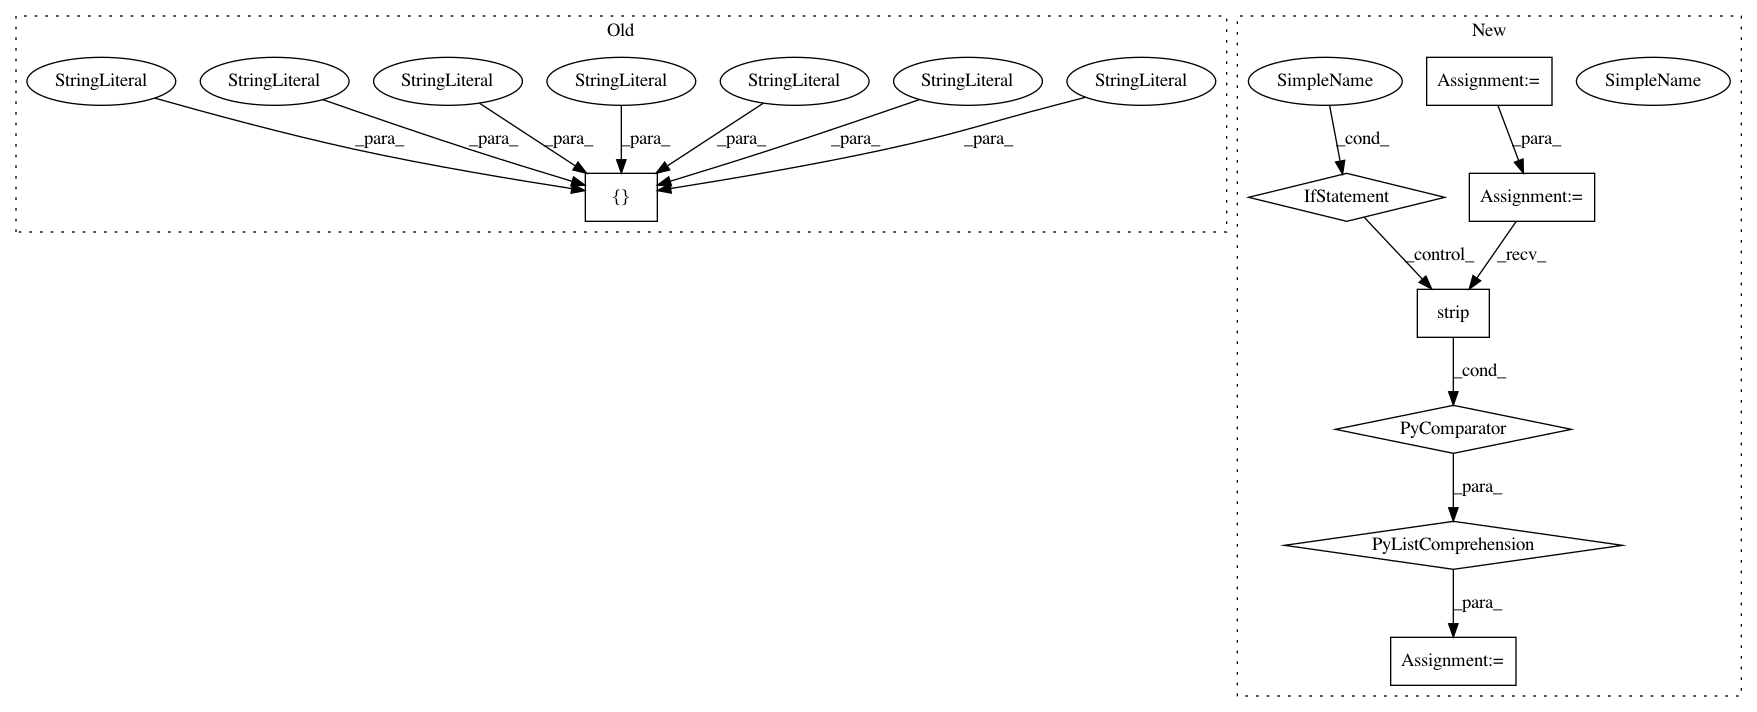 Old
New
StringLiteral StringLiteral StringLiteral StringLiteral StringLiteral StringLiteral StringLiteral
SimpleName Assignment:= SimpleName
_para_ _para_ _para_ _para_ _para_ _para_ _para_
_cond_ _para_
{}
IfStatement Assignment:=
_control_ _recv_
strip
_cond_
PyComparator
_para_
PyListComprehension
_para_
Assignment:=